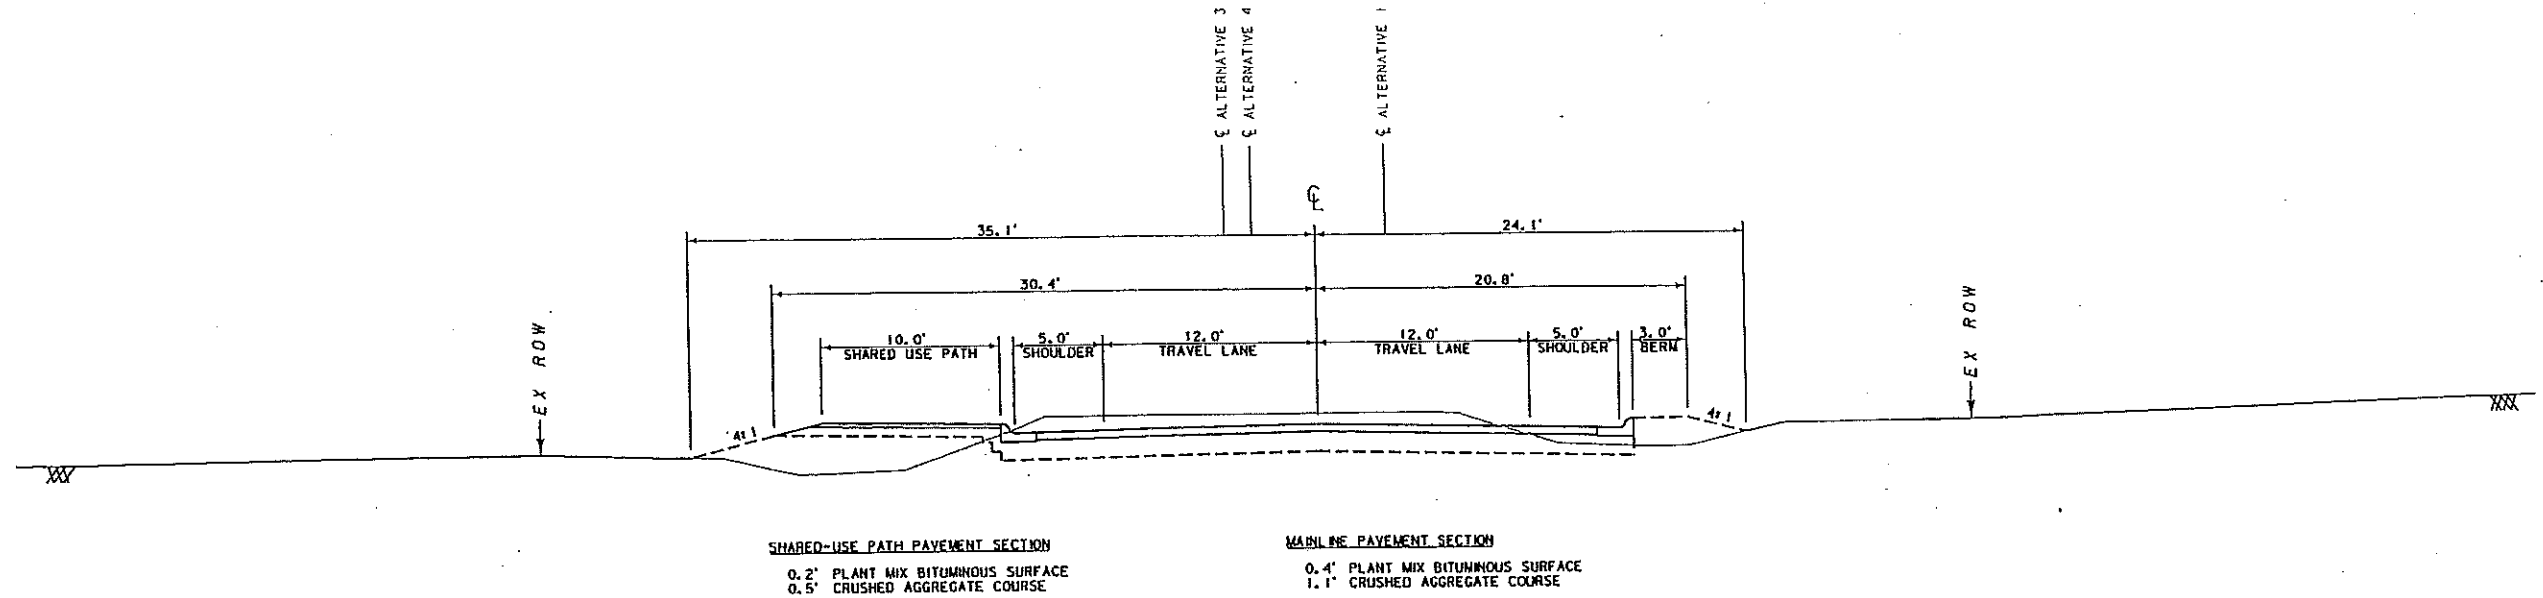 ℄ ALTERNATIVE 3
℄ ALTERNATIVE 4
℄ ALTERNATIVE 1
℄
35.1'
24.1'
30.4'
20.8'
EX ROW
EX ROW
10.0'
SHARED USE PATH
5.0'
SHOULDER
12.0'
TRAVEL LANE
12.0'
TRAVEL LANE
5.0'
SHOULDER
3.0'
BERM
4:1
4:1
SHARED-USE PATH PAVEMENT SECTION
0.2' PLANT MIX BITUMINOUS SURFACE
0.5' CRUSHED AGGREGATE COURSE
MAINLINE PAVEMENT SECTION
0.4' PLANT MIX BITUMINOUS SURFACE
1.1' CRUSHED AGGREGATE COURSE